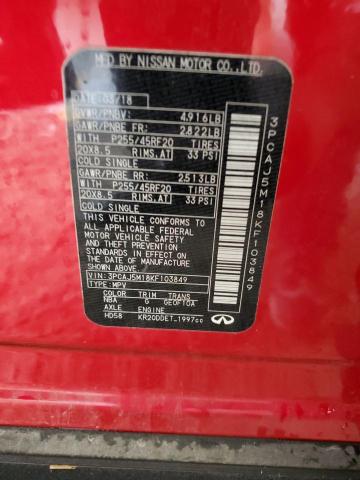 MFD BY NISSAN MOTOR CO.,LTD.
DATE: 03/18
GVWR/PNBV: 4916LB
GAWR/PNBE FR: 2822LB
WITH P255/45RF20 TIRES
20X8.5 RIMS,AT 33 PSI
COLD SINGLE
GAWR/PNBE RR: 2513LB
WITH P255/45RF20 TIRES
20X8.5 RIMS,AT 33 PSI
COLD SINGLE
THIS VEHICLE CONFORMS TO
ALL APPLICABLE FEDERAL
MOTOR VEHICLE SAFETY
AND THEFT PREVENTION
STANDARDS IN EFFECT
ON THE DATE OF
MANUFACTURE SHOWN ABOVE
VIN: 3PCAJ5M18KF103849
TYPE: MPV
COLOR TRIM TRANS
NBA G
AXLE ENGINE
HD58 KR20DDET_1997cc
INFINITI
3PCAJ5M18KF103849